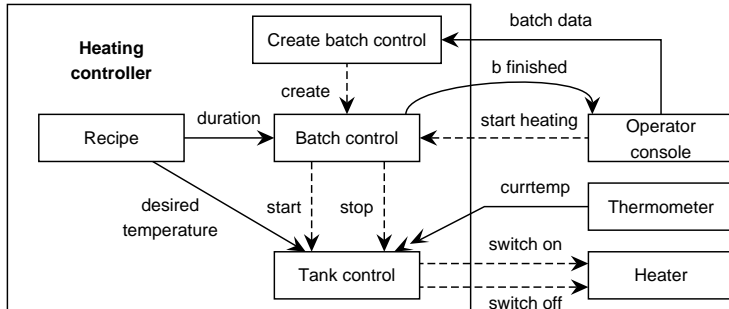 batch data
Create batch control
Heating
controller
b finished
create
duration
start heating
Recipe
Batch control
Operator
console
currtemp
desired
temperature
start
stop
Thermometer
switch on
Tank control
Heater
switch off